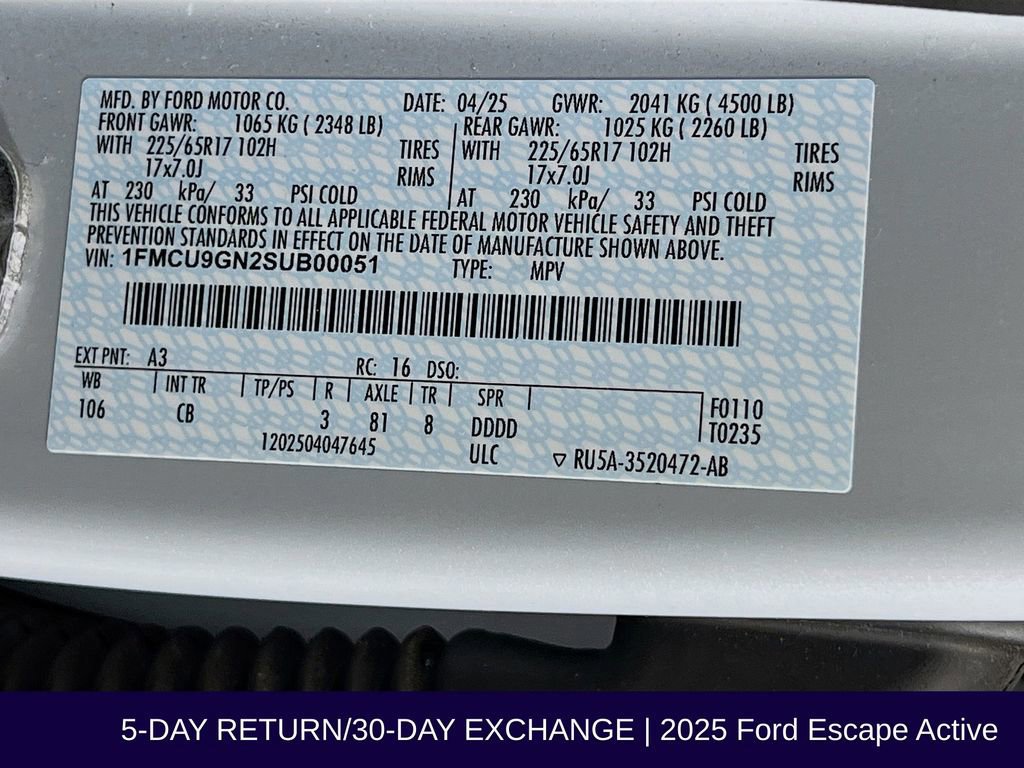 MFD. BY FORD MOTOR CO. DATE: 04/25 GVWR: 2041 KG ( 4500 LB)
FRONT GAWR: 1065 KG ( 2348 LB) REAR GAWR: 1025 KG ( 2260 LB)
WITH 225/65R17 102H TIRES WITH 225/65R17 102H TIRES
17x7.0J RIMS 17x7.0J RIMS
AT 230 kPa/ 33 PSI COLD AT 230 kPa/ 33 PSI COLD
THIS VEHICLE CONFORMS TO ALL APPLICABLE FEDERAL MOTOR VEHICLE SAFETY AND THEFT
PREVENTION STANDARDS IN EFFECT ON THE DATE OF MANUFACTURE SHOWN ABOVE.
VIN: 1FMCU9GN2SUB00051 TYPE: MPV
EXT PNT: A3 RC: 16 DSO:
WB INT TR TP/PS R AXLE TR SPR
106 CB 3 81 8 DDDD F0110
T0235
1202504047645 ULC ▽ RU5A-3520472-AB
5-DAY RETURN/30-DAY EXCHANGE | 2025 Ford Escape Active